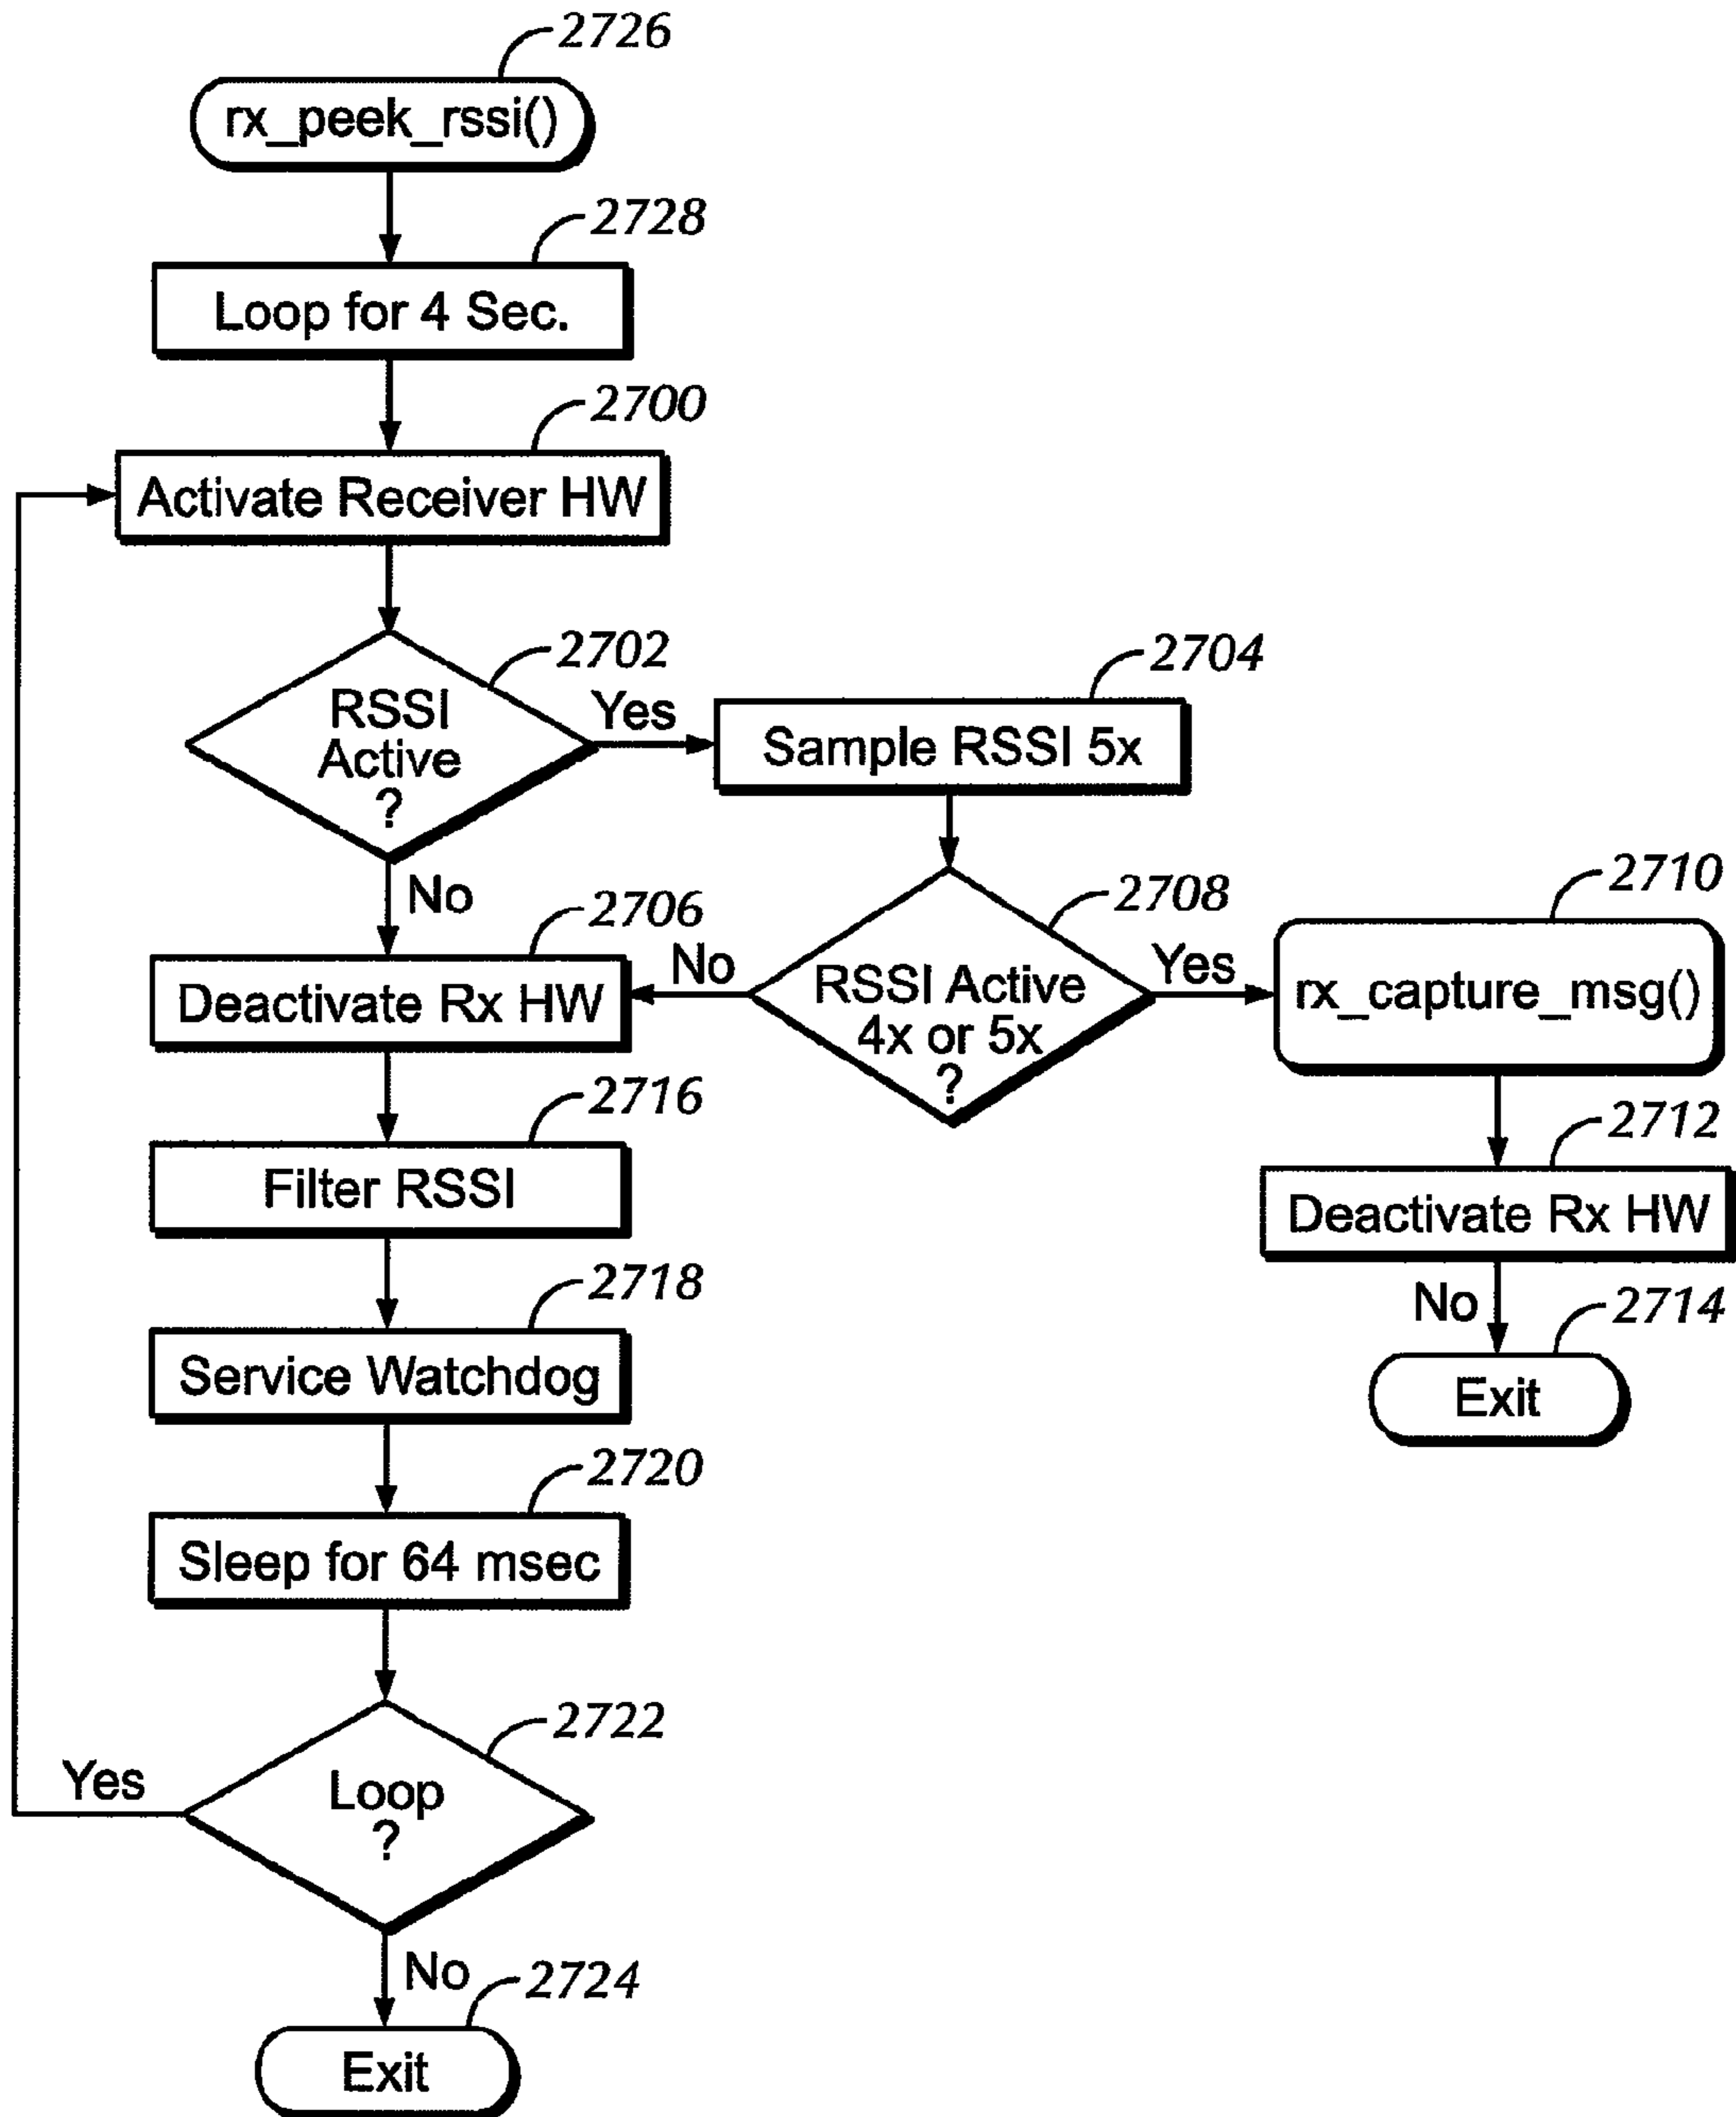 2726
rx_peek_rssi()
2728
Loop for 4 Sec.
2700
Activate Receiver HW
2702
RSSI
Active
?
Yes
2704
Sample RSSI 5x
No
2706
Deactivate Rx HW
No
2708
RSSI Active
4x or 5x
?
Yes
2710
rx_capture_msg()
2712
Deactivate Rx HW
No
2714
Exit
2716
Filter RSSI
2718
Service Watchdog
2720
Sleep for 64 msec
2722
Loop
?
Yes
No
2724
Exit